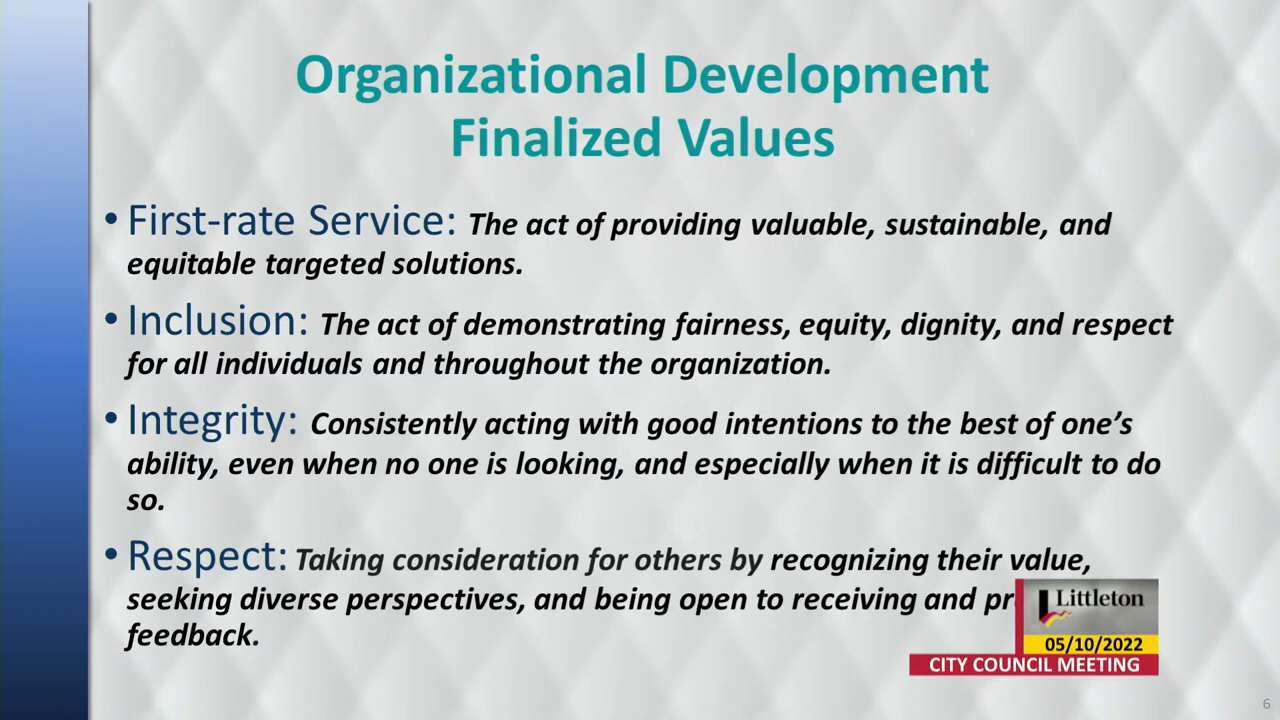 Organizational Development
Finalized Values
• First-rate Service: The act of providing valuable, sustainable, and
equitable targeted solutions.
• Inclusion: The act of demonstrating fairness, equity, dignity, and respect
for all individuals and throughout the organization.
• Integrity: Consistently acting with good intentions to the best of one’s
ability, even when no one is looking, and especially when it is difficult to do
so.
• Respect: Taking consideration for others by recognizing their value,
seeking diverse perspectives, and being open to receiving and
feedback.
Littleton
05/10/2022
CITY COUNCIL MEETING
6